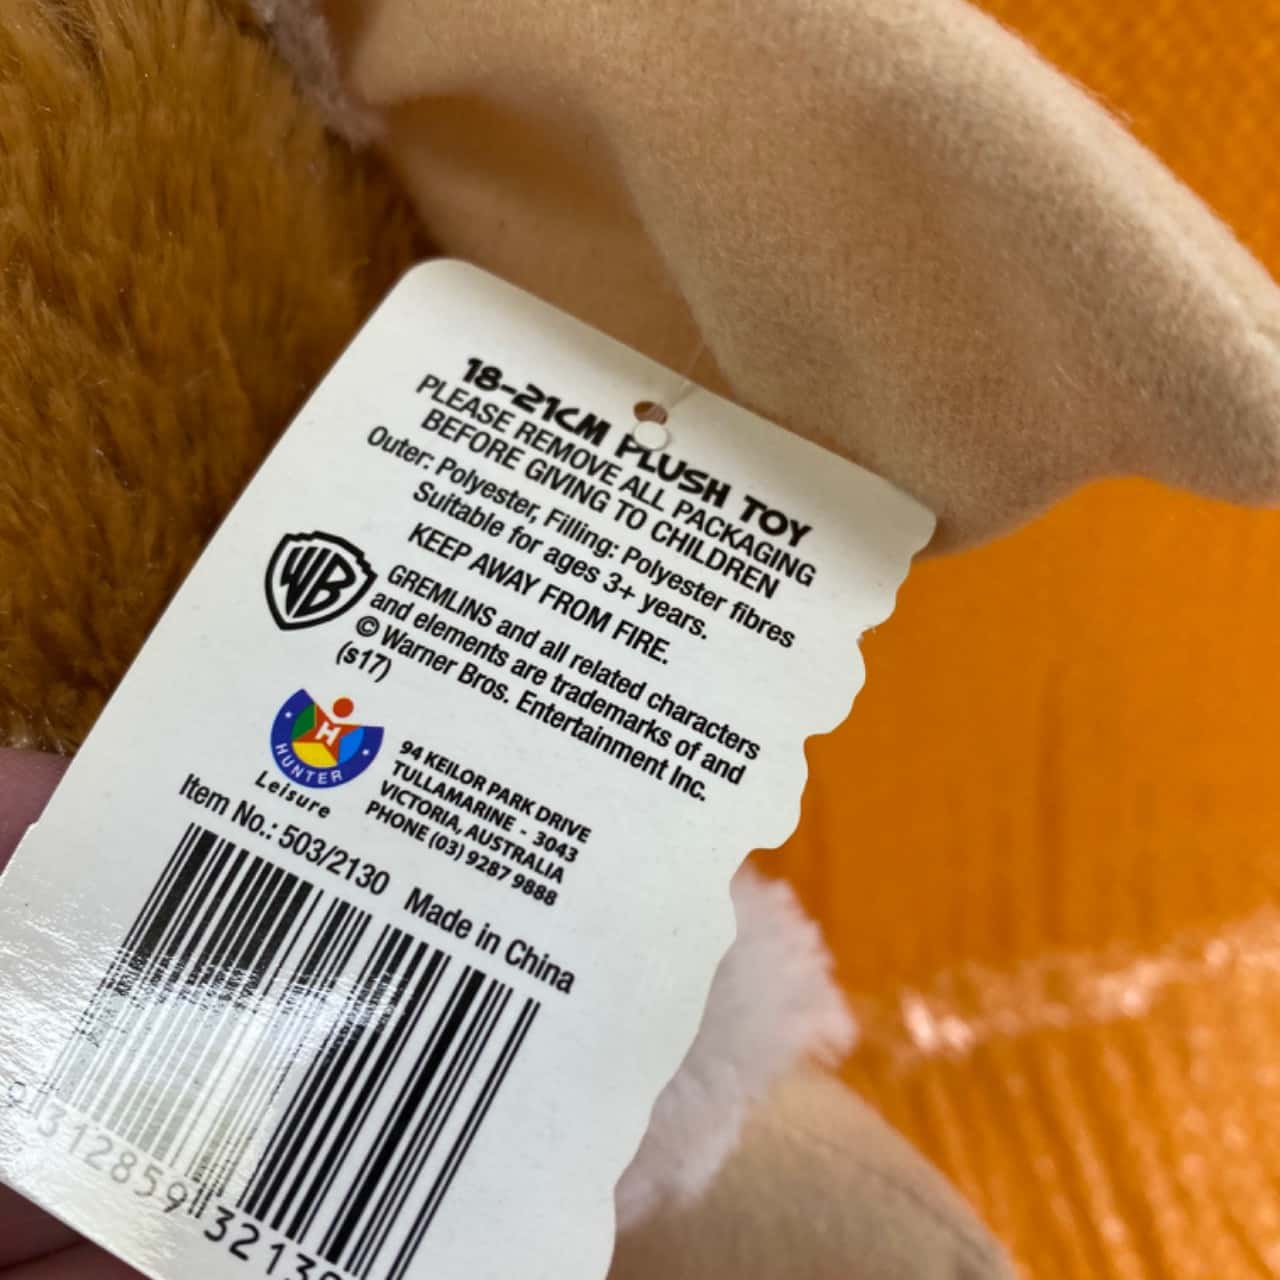 18-21CM PLUSH TOY
PLEASE REMOVE ALL PACKAGING
BEFORE GIVING TO CHILDREN
Outer: Polyester, Filling: Polyester fibres
Suitable for ages 3+ years.
KEEP AWAY FROM FIRE.
WB
GREMLINS and all related characters
and elements are trademarks of and
© Warner Bros. Entertainment Inc.
(s17)
H
HUNTER
Leisure
94 KEILOR PARK DRIVE
TULLAMARINE - 3043
VICTORIA, AUSTRALIA
PHONE (03) 9287 9888
Item No.: 503/2130 Made in China
9 312859 3213